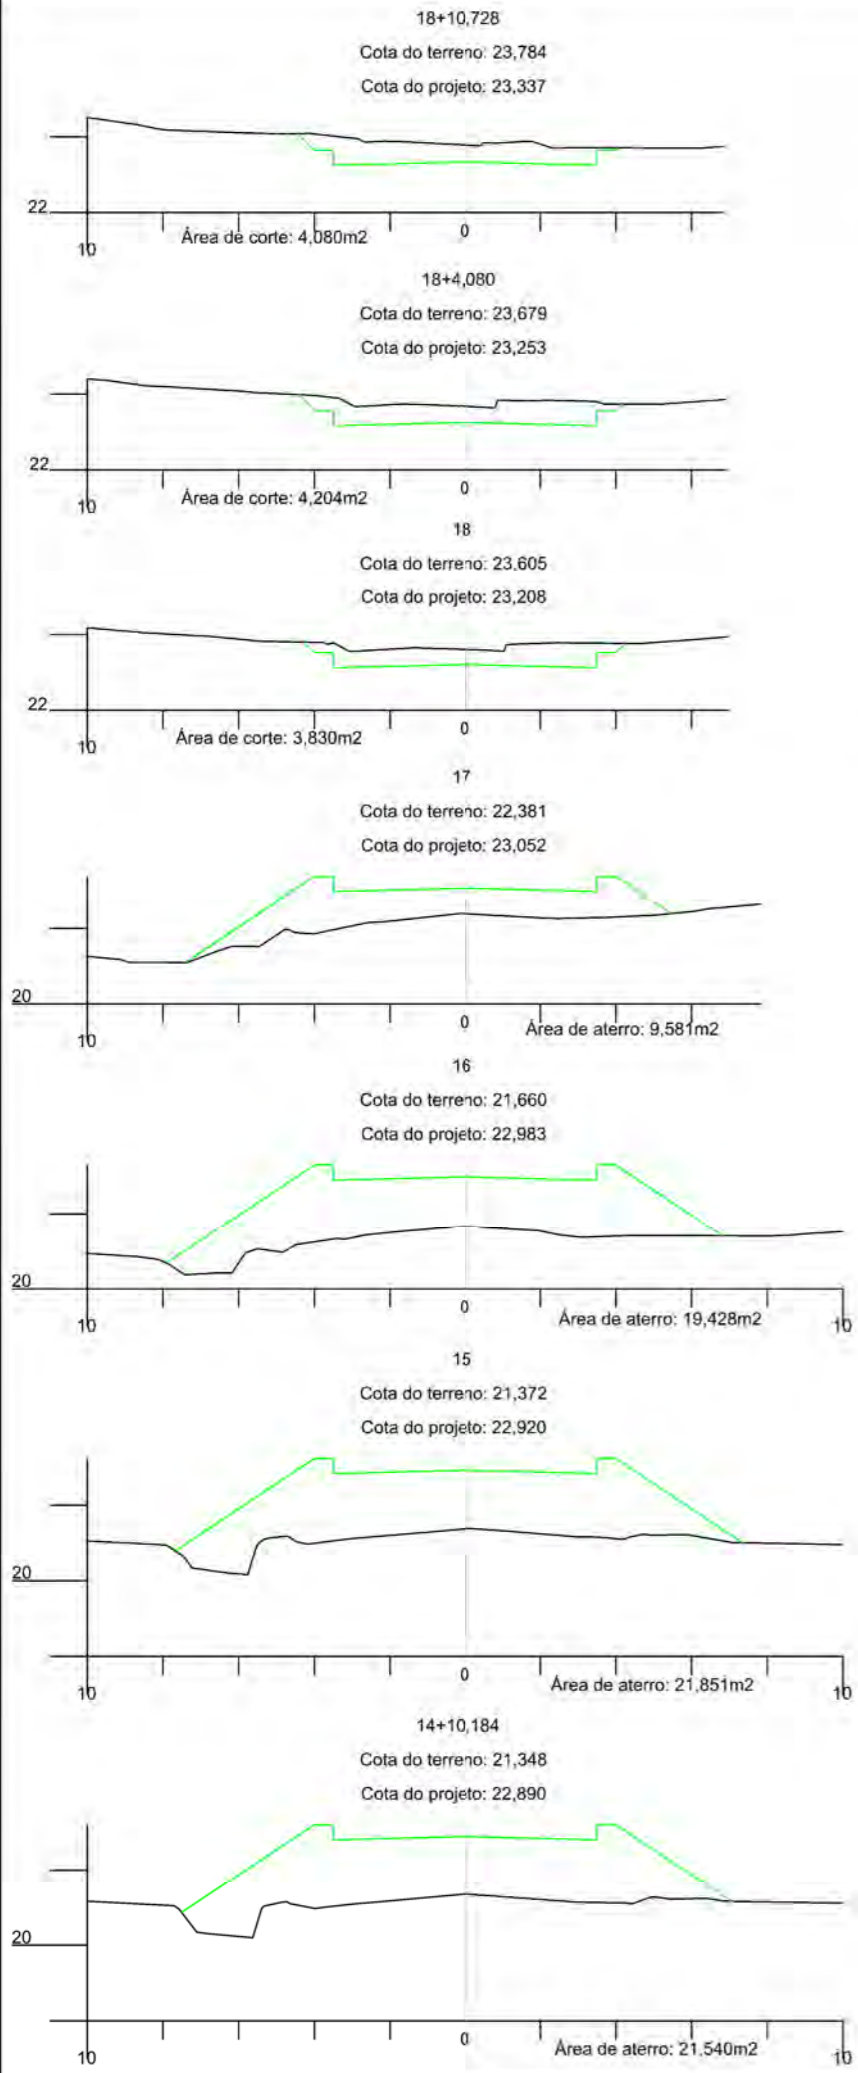 18+10,728
Cota do terreno: 23,784
Cota do projeto: 23,337
22
10
Área de corte: 4,080m2
0
18+4,080
Cota do terreno: 23,679
Cota do projeto: 23,253
22
10
Área de corte: 4,204m2
0
18
Cota do terreno: 23,605
Cota do projeto: 23,208
22
10
Área de corte: 3,830m2
0
17
Cota do terreno: 22,381
Cota do projeto: 23,052
20
10
0
Área de aterro: 9,581m2
16
Cota do terreno: 21,660
Cota do projeto: 22,983
20
10
0
Área de aterro: 19,428m2
10
15
Cota do terreno: 21,372
Cota do projeto: 22,920
20
10
0
Área de aterro: 21,851m2
10
14+10,184
Cota do terreno: 21,348
Cota do projeto: 22,890
20
10
0
Área de aterro: 21,540m2
10